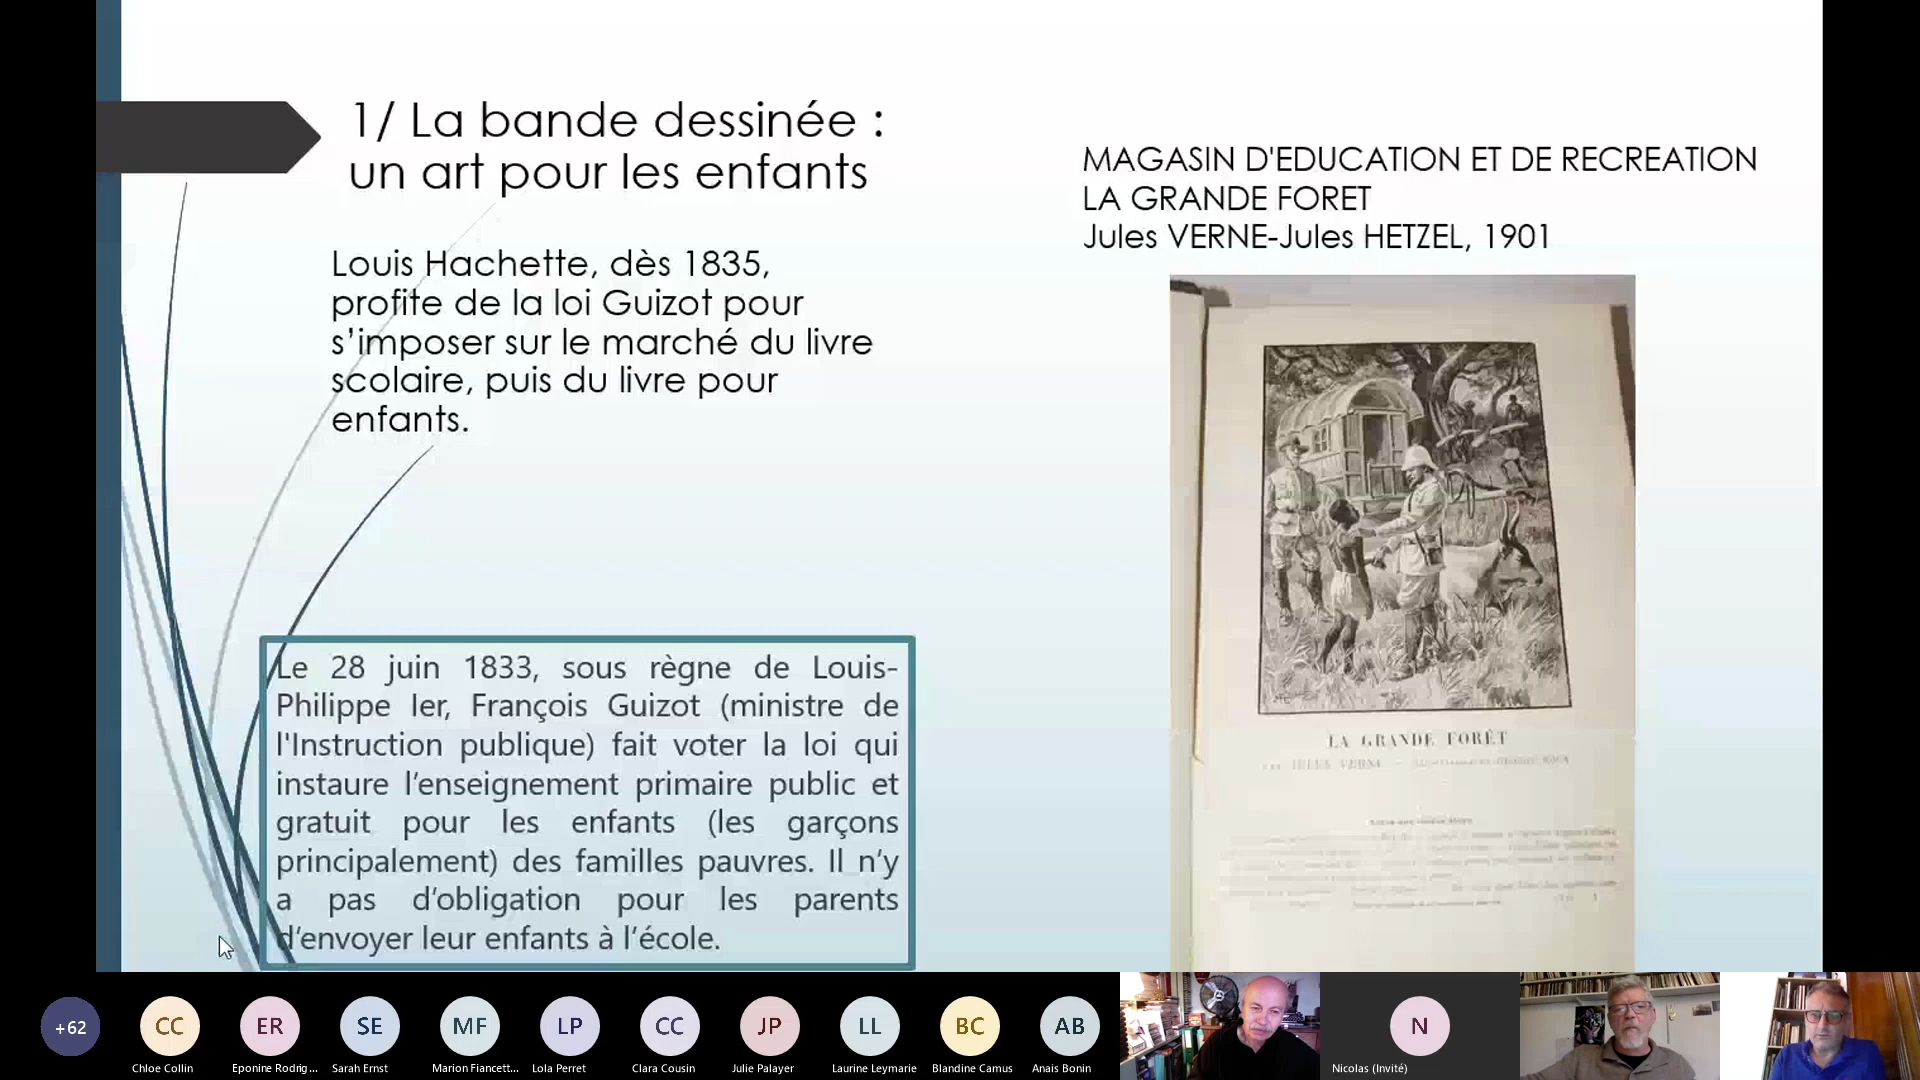 1/ La bande dessinée :
un art pour les enfants
Louis Hachette, dès 1835,
profite de la loi Guizot pour
s’imposer sur le marché du livre
scolaire, puis du livre pour
enfants.
Le 28 juin 1833, sous règne de Louis-
Philippe Ier, François Guizot (ministre de
l'Instruction publique) fait voter la loi qui
instaure l’enseignement primaire public et
gratuit pour les enfants (les garçons
principalement) des familles pauvres. Il n’y
a pas d’obligation pour les parents
d’envoyer leur enfants à l’école.
MAGASIN D'EDUCATION ET DE RECREATION
LA GRANDE FORET
Jules VERNE-Jules HETZEL, 1901
LA GRANDE FORÊT
JULES VERNE
+62
CC
ER
SE
MF
LP
CC
JP
LL
BC
AB
N
Chloe Collin
Eponine Rodrig...
Sarah Ernst
Marion Fiancett...
Lola Perret
Clara Cousin
Julie Palayer
Laurine Leymarie
Blandine Camus
Anais Bonin
Nicolas (Invité)